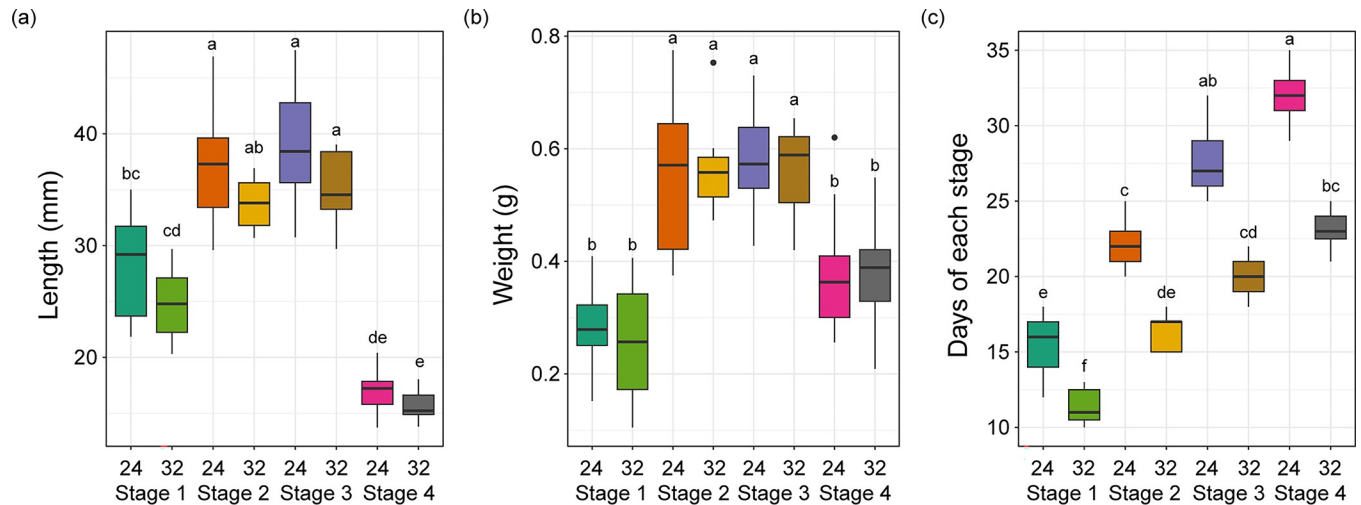 (a)
Length (mm)
40
30
20
bc
cd
a
ab
a
a
de
e
24 32 24 32 24 32 24 32
Stage 1 Stage 2 Stage 3 Stage 4
(b)
Weight (g)
0.8
0.6
0.4
0.2
b
b
a
a
a
a
b
b
24 32 24 32 24 32 24 32
Stage 1 Stage 2 Stage 3 Stage 4
(c)
Days of each stage
35
30
25
20
15
10
e
f
c
de
ab
cd
a
bc
24 32 24 32 24 32 24 32
Stage 1 Stage 2 Stage 3 Stage 4